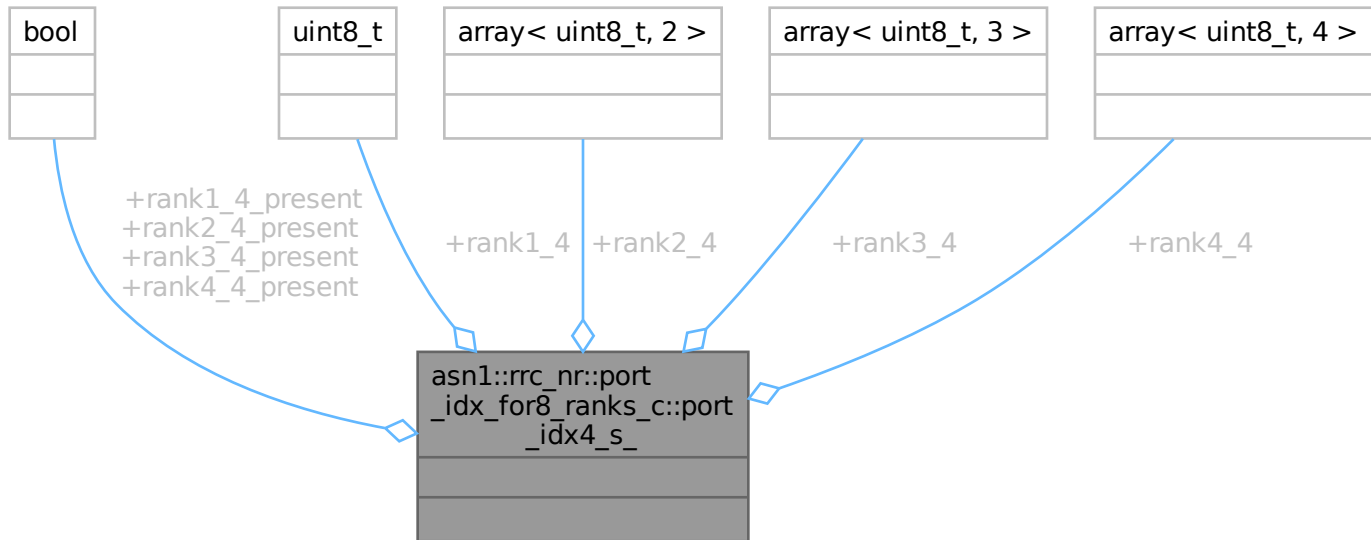 bool
uint8_t
array< uint8_t, 2 >
array< uint8_t, 3 >
array< uint8_t, 4 >
+rank1_4_present
+rank2_4_present
+rank3_4_present
+rank4_4_present
+rank1_4
+rank2_4
+rank3_4
+rank4_4
asn1::rrc_nr::port
_idx_for8_ranks_c::port
_idx4_s_